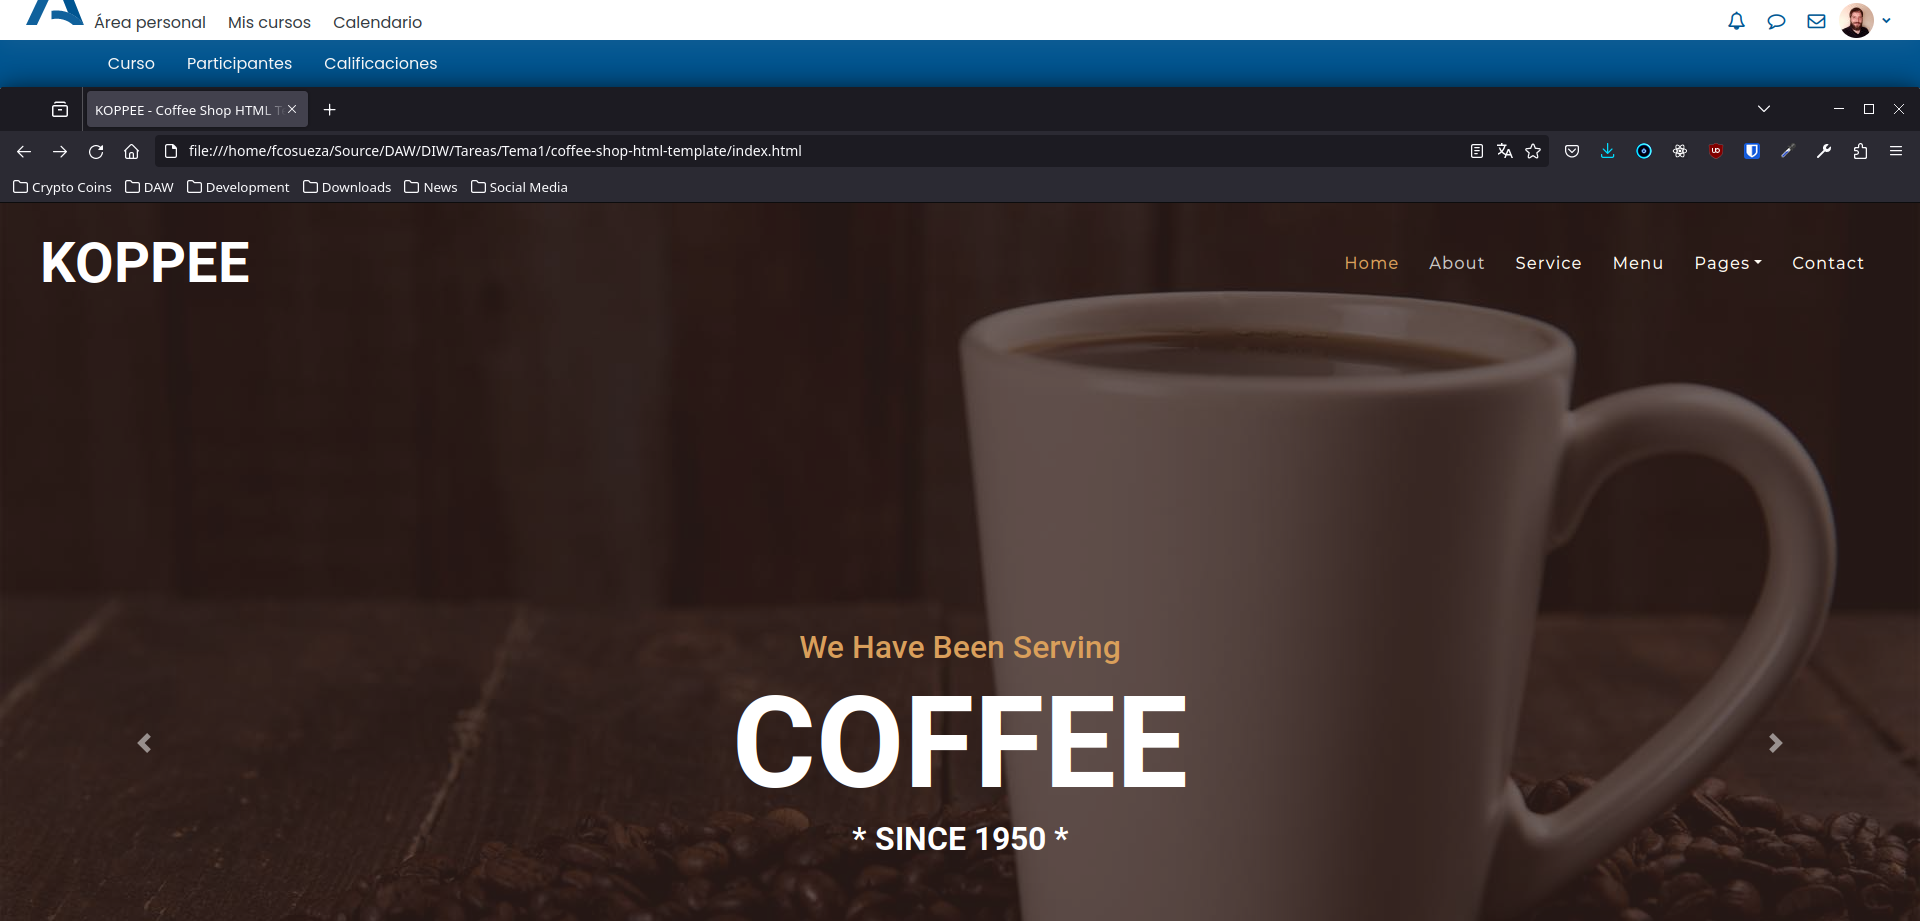 Área personal Mis cursos Calendario
Curso Participantes Calificaciones
KOPPEE - Coffee Shop HTML
file:///home/fcosueza/Source/DAW/DIW/Tareas/Tema1/coffee-shop-html-template/index.html
Crypto Coins DAW Development Downloads News Social Media
KOPPEE
Home About Service Menu Pages Contact
We Have Been Serving
COFFEE
* SINCE 1950 *